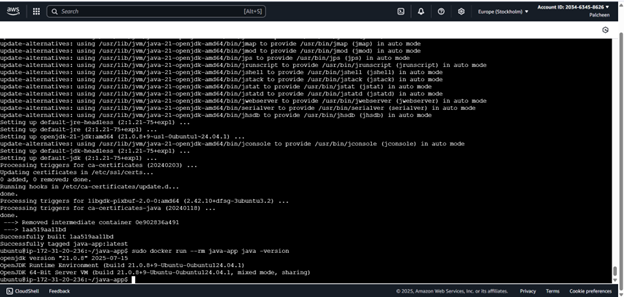 aws
Search
[Alt+S]
Europe (Stockholm)
Account ID: 2034-6345-8626
Patcheen
update-alternatives: using /usr/lib/jvm/java-21-openjdk-amd64/bin/jmap to provide /usr/bin/jmap (jmap) in auto mode
update-alternatives: using /usr/lib/jvm/java-21-openjdk-amd64/bin/jmod to provide /usr/bin/jmod (jmod) in auto mode
update-alternatives: using /usr/lib/jvm/java-21-openjdk-amd64/bin/jps to provide /usr/bin/jps (jps) in auto mode
update-alternatives: using /usr/lib/jvm/java-21-openjdk-amd64/bin/jrunscript to provide /usr/bin/jrunscript (jrunscript) in auto mode
update-alternatives: using /usr/lib/jvm/java-21-openjdk-amd64/bin/jshell to provide /usr/bin/jshell (jshell) in auto mode
update-alternatives: using /usr/lib/jvm/java-21-openjdk-amd64/bin/jstack to provide /usr/bin/jstack (jstack) in auto mode
update-alternatives: using /usr/lib/jvm/java-21-openjdk-amd64/bin/jstat to provide /usr/bin/jstat (jstat) in auto mode
update-alternatives: using /usr/lib/jvm/java-21-openjdk-amd64/bin/jstatd to provide /usr/bin/jstatd (jstatd) in auto mode
update-alternatives: using /usr/lib/jvm/java-21-openjdk-amd64/bin/jwebserver to provide /usr/bin/jwebserver (jwebserver) in auto mode
update-alternatives: using /usr/lib/jvm/java-21-openjdk-amd64/bin/serialver to provide /usr/bin/serialver (serialver) in auto mode
update-alternatives: using /usr/lib/jvm/java-21-openjdk-amd64/bin/jhsdb to provide /usr/bin/jhsdb (jhsdb) in auto mode
Setting up default-jre-headless (2:1.21-75+exp1) ...
Setting up default-jre (2:1.21-75+exp1) ...
Setting up openjdk-21-jdk:amd64 (21.0.8+9~us1-0ubuntu1~24.04.1) ...
update-alternatives: using /usr/lib/jvm/java-21-openjdk-amd64/bin/jconsole to provide /usr/bin/jconsole (jconsole) in auto mode
Setting up default-jdk-headless (2:1.21-75+exp1) ...
Setting up default-jdk (2:1.21-75+exp1) ...
Processing triggers for ca-certificates (20240203) ...
Updating certificates in /etc/ssl/certs...
0 added, 0 removed; done.
Running hooks in /etc/ca-certificates/update.d...
done.
Processing triggers for libgdk-pixbuf-2.0-0:amd64 (2.42.10+dfsg-3ubuntu3.2) ...
Processing triggers for ca-certificates-java (20240118) ...
done.
---> Removed intermediate container 0e902836a491
---> 1aa519aa11bd
Successfully built 1aa519aa11bd
Successfully tagged java-app:latest
ubuntu@ip-172-31-20-236:~/java-app$ sudo docker run --rm java-app java -version
openjdk version "21.0.8" 2025-07-15
OpenJDK Runtime Environment (build 21.0.8+9-Ubuntu-0ubuntu124.04.1)
OpenJDK 64-Bit Server VM (build 21.0.8+9-Ubuntu-0ubuntu124.04.1, mixed mode, sharing)
ubuntu@ip-172-31-20-236:~/java-app$
CloudShell
Feedback
© 2025, Amazon Web Services, Inc. or its affiliates.
Privacy
Terms
Cookie preferences